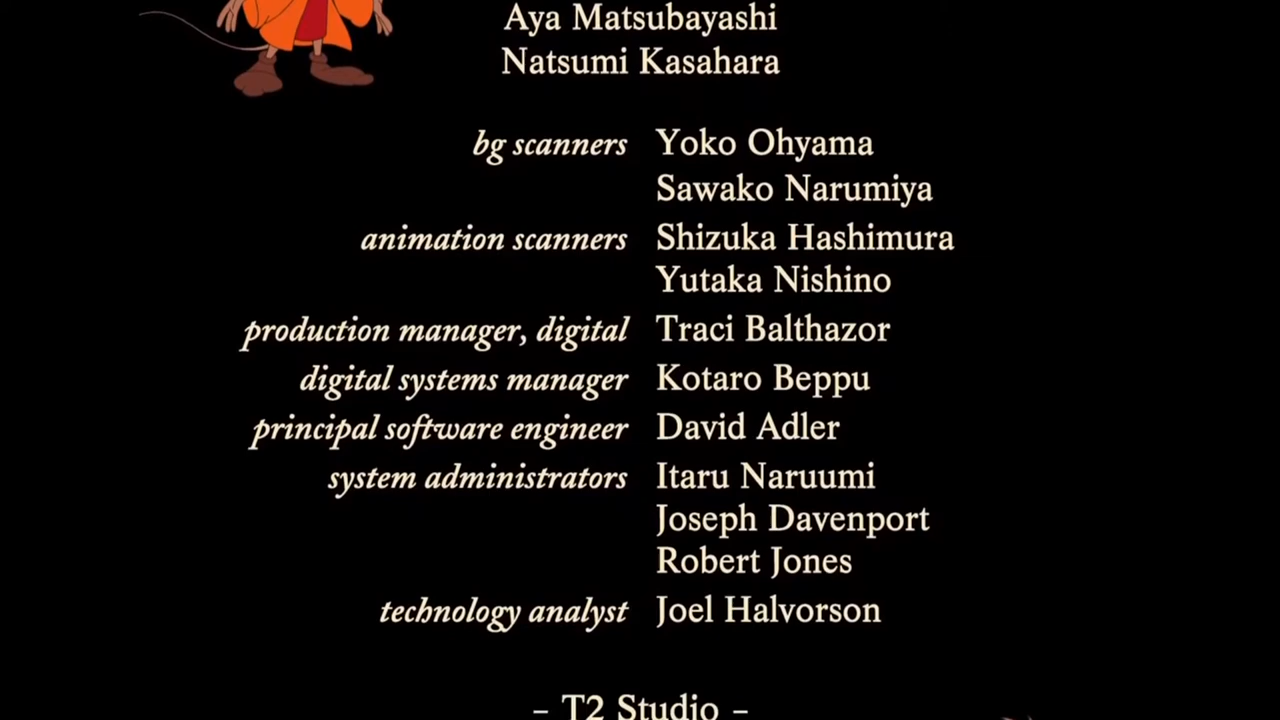 Aya Matsubayashi
Natsumi Kasahara
bg scanners Yoko Ohyama
Sawako Narumiya
animation scanners Shizuka Hashimura
Yutaka Nishino
production manager, digital Traci Balthazor
digital systems manager Kotaro Beppu
principal software engineer David Adler
system administrators Itaru Naruumi
Joseph Davenport
Robert Jones
technology analyst Joel Halvorson
– T2 Studio –